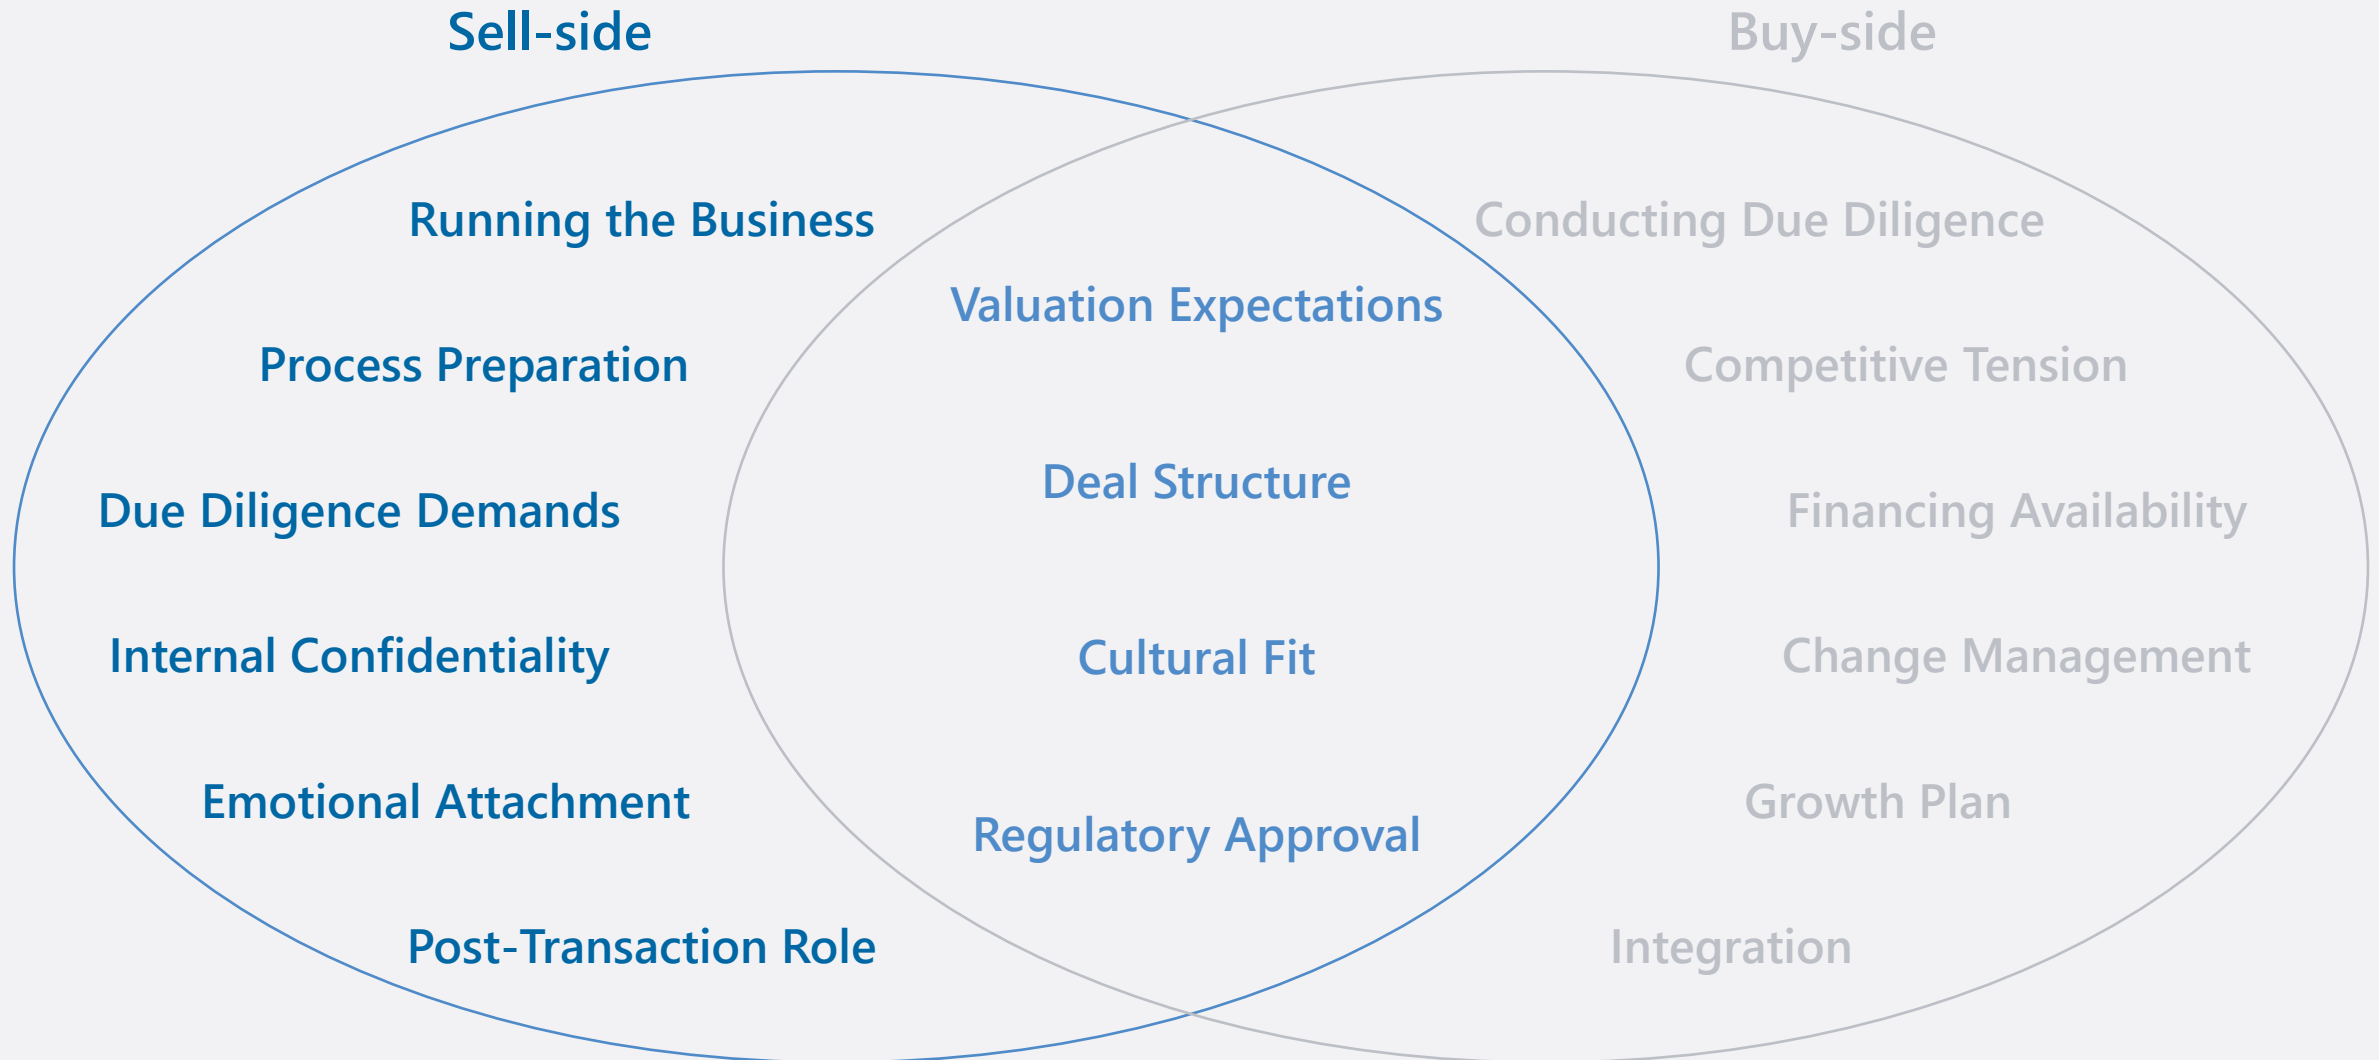 Sell-side
Buy-side
Running the Business
Process Preparation
Due Diligence Demands
Internal Confidentiality
Emotional Attachment
Post-Transaction Role
Valuation Expectations
Deal Structure
Cultural Fit
Regulatory Approval
Conducting Due Diligence
Competitive Tension
Financing Availability
Change Management
Growth Plan
Integration